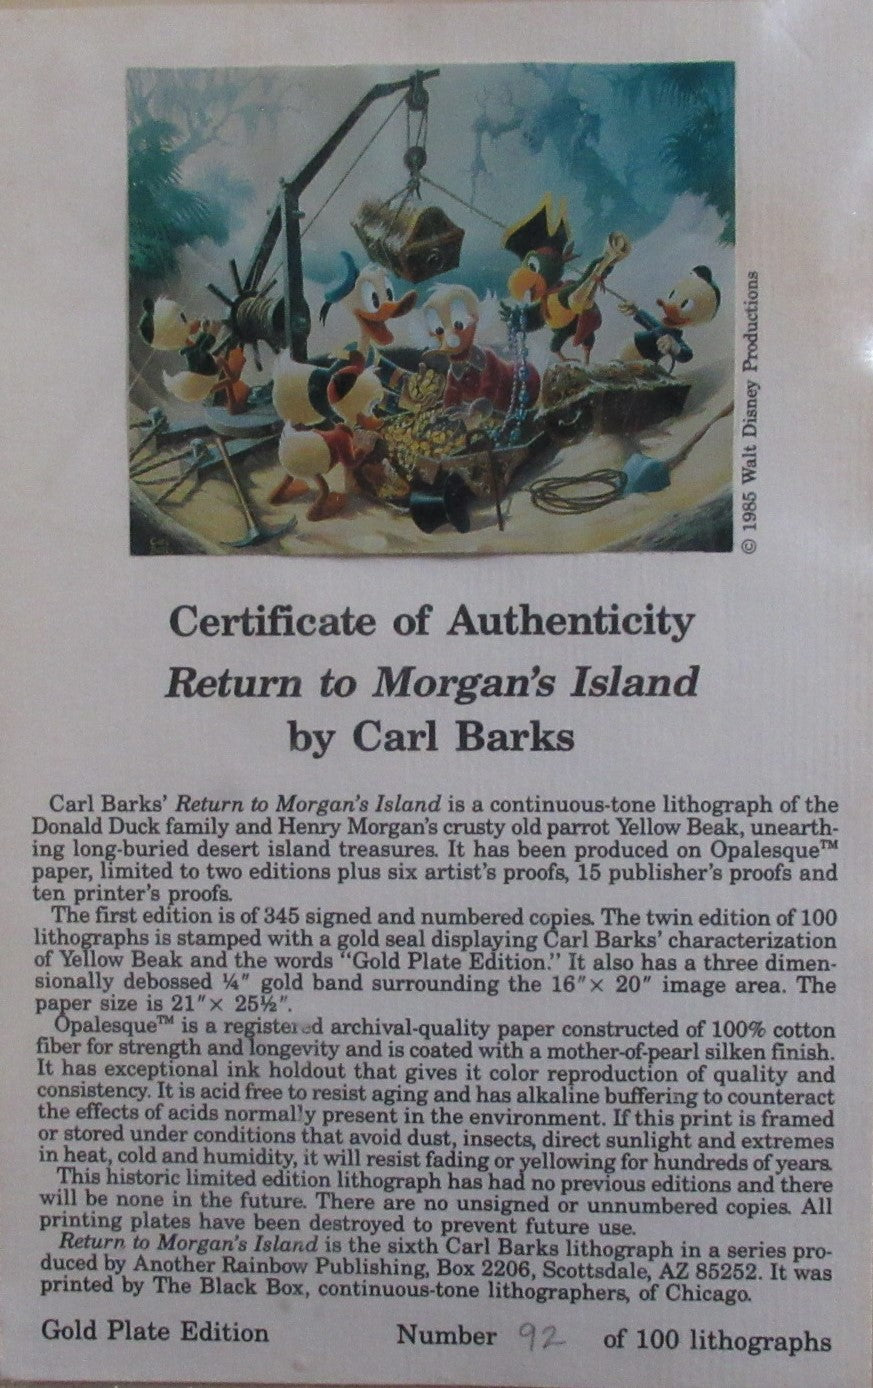 © 1985 Walt Disney Productions
Certificate of Authenticity
Return to Morgan's Island
by Carl Barks
Carl Barks' Return to Morgan's Island is a continuous-tone lithograph of the
Donald Duck family and Henry Morgan's crusty old parrot Yellow Beak, unearth-
ing long-buried desert island treasures. It has been produced on Opalesque™
paper, limited to two editions plus six artist's proofs, 15 publisher's proofs and
ten printer's proofs.
The first edition is of 345 signed and numbered copies. The twin edition of 100
lithographs is stamped with a gold seal displaying Carl Barks' characterization
of Yellow Beak and the words "Gold Plate Edition." It also has a three dimen-
sionally debossed ¼" gold band surrounding the 16" × 20" image area. The
paper size is 21" × 25½".
Opalesque™ is a registered archival-quality paper constructed of 100% cotton
fiber for strength and longevity and is coated with a mother-of-pearl silken finish.
It has exceptional ink holdout that gives it color reproduction of quality and
consistency. It is acid free to resist aging and has alkaline buffering to counteract
the effects of acids normally present in the environment. If this print is framed
or stored under conditions that avoid dust, insects, direct sunlight and extremes
in heat, cold and humidity, it will resist fading or yellowing for hundreds of years.
This historic limited edition lithograph has had no previous editions and there
will be none in the future. There are no unsigned or unnumbered copies. All
printing plates have been destroyed to prevent future use.
Return to Morgan's Island is the sixth Carl Barks lithograph in a series pro-
duced by Another Rainbow Publishing, Box 2206, Scottsdale, AZ 85252. It was
printed by The Black Box, continuous-tone lithographers, of Chicago.
Gold Plate Edition Number 92 of 100 lithographs